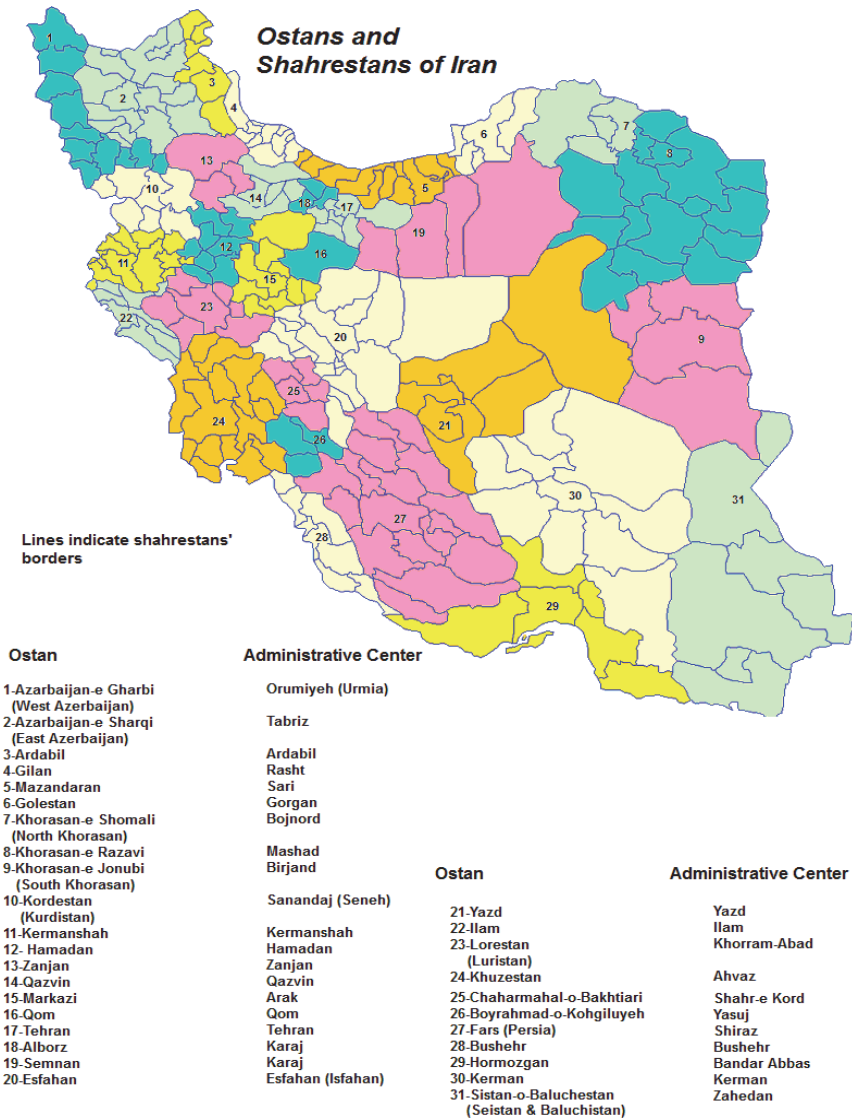 Ostans and
Shahrestans of Iran
1
2
3
4
5
6
7
8
9
10
11
12
13
14
15
16
17
18
19
20
21
22
23
24
25
26
27
28
29
30
31
Lines indicate shahrestans'
borders
Ostan Administrative Center
1-Azarbaijan-e Gharbi Orumiyeh (Urmia)
(West Azerbaijan)
2-Azarbaijan-e Sharqi Tabriz
(East Azerbaijan)
3-Ardabil Ardabil
4-Gilan Rasht
5-Mazandaran Sari
6-Golestan Gorgan
7-Khorasan-e Shomali Bojnord
(North Khorasan)
8-Khorasan-e Razavi Mashad
9-Khorasan-e Jonubi Birjand
(South Khorasan)
10-Kordestan Sanandaj (Seneh)
(Kurdistan)
11-Kermanshah Kermanshah
12- Hamadan Hamadan
13-Zanjan Zanjan
14-Qazvin Qazvin
15-Markazi Arak
16-Qom Qom
17-Tehran Tehran
18-Alborz Karaj
19-Semnan Karaj
20-Esfahan Esfahan (Isfahan)
Ostan Administrative Center
21-Yazd Yazd
22-Ilam Ilam
23-Lorestan Khorram-Abad
(Luristan)
24-Khuzestan Ahvaz
25-Chaharmahal-o-Bakhtiari Shahr-e Kord
26-Boyrahmad-o-Kohgiluyeh Yasuj
27-Fars (Persia) Shiraz
28-Bushehr Bushehr
29-Hormozgan Bandar Abbas
30-Kerman Kerman
31-Sistan-o-Baluchestan Zahedan
(Seistan & Baluchistan)